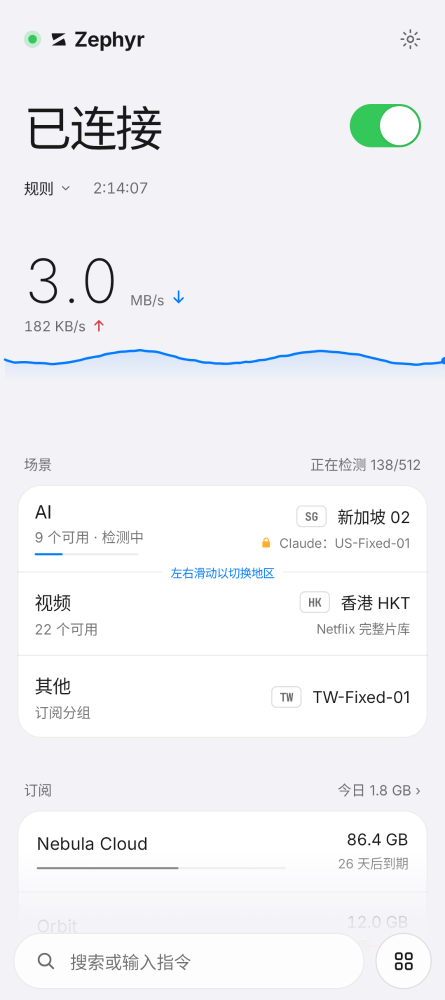 Zephyr
已连接
规则 2:14:07
3.0 MB/s ↓
182 KB/s ↑
场景 正在检测 138/512
AI SG 新加坡 02
9 个可用 · 检测中 Claude：US-Fixed-01
左右滑动以切换地区
视频 HK 香港 HKT
22 个可用 Netflix 完整片库
其他 TW TW-Fixed-01
订阅分组
订阅 今日 1.8 GB ›
Nebula Cloud 86.4 GB
26 天后到期
Orbit 12.0 GB
搜索或输入指令